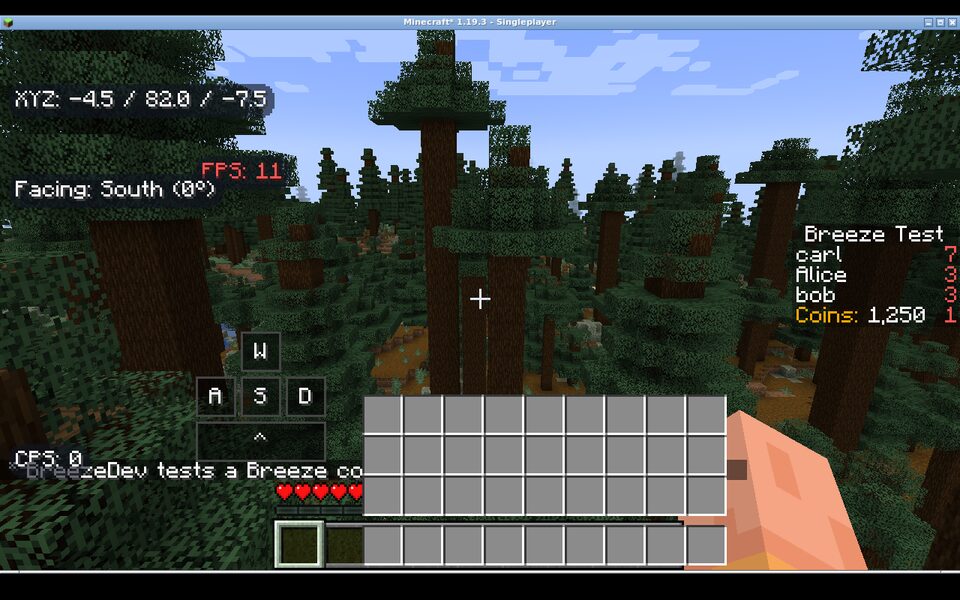 Minecraft* 1.19.3 - Singleplayer
XYZ: -4.5 / 82.0 / -7.5
FPS: 11
Facing: South (0°)
Breeze Test
carl 7
Alice 3
bob 3
Coins: 1,250 1
W
A S D
^
CPS: 0
* BreezeDev tests a Breeze co